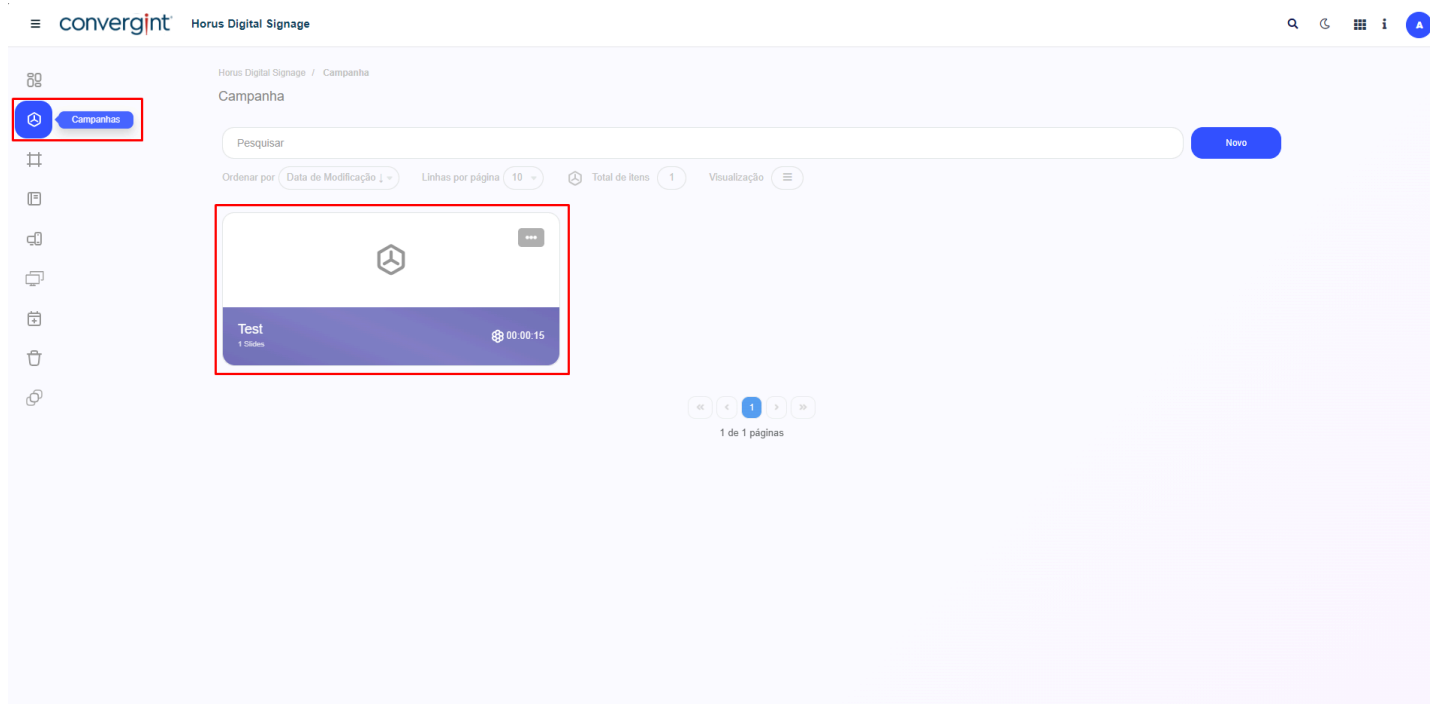 convergint Horus Digital Signage
A
Horus Digital Signage / Campanha
Campanha
Campanhas
Pesquisar
Novo
Ordenar por Data de Modificação ↓ Linhas por página 10 Total de itens 1 Visualização
Test
1 Slides
00:00:15
« ‹ 1 › »
1 de 1 páginas